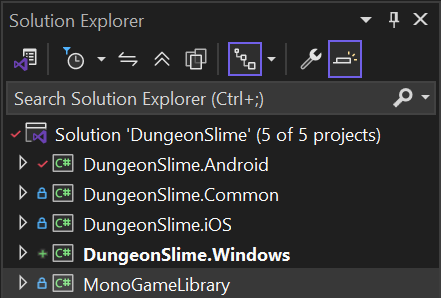 Solution Explorer
Search Solution Explorer (Ctrl+;)
Solution 'DungeonSlime' (5 of 5 projects)
C# DungeonSlime.Android
C# DungeonSlime.Common
C# DungeonSlime.iOS
C# DungeonSlime.Windows
C# MonoGameLibrary